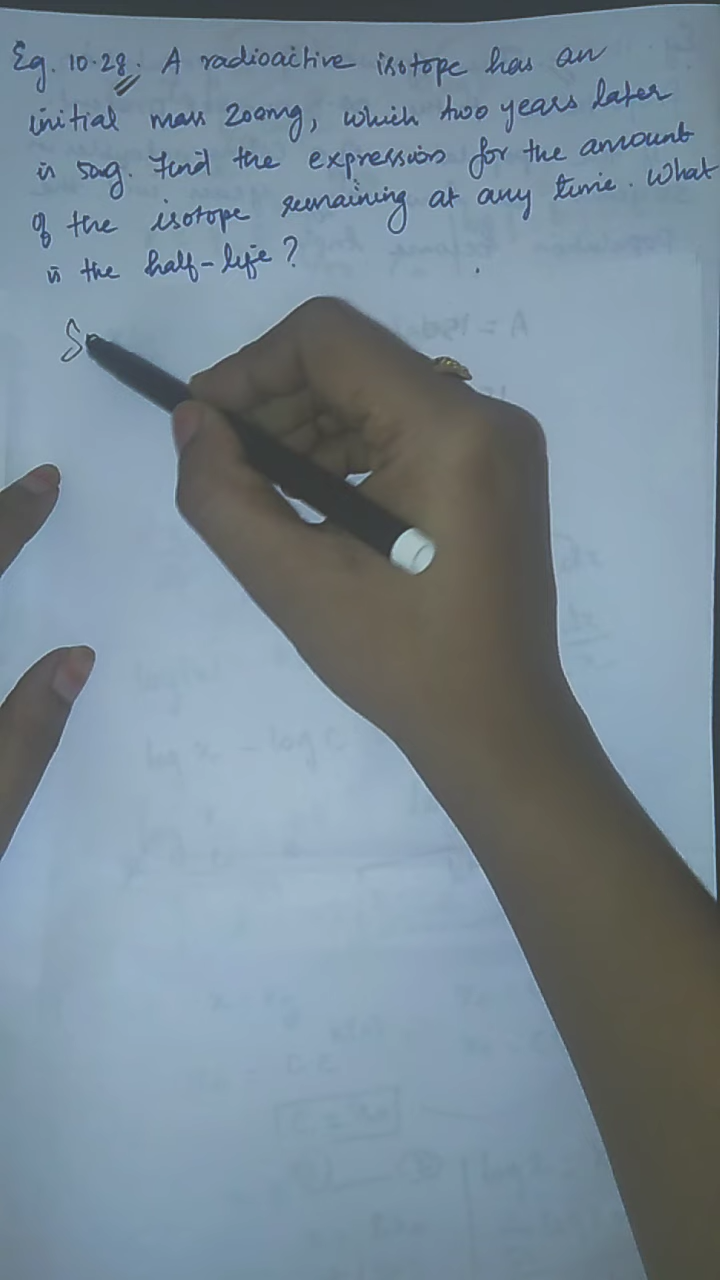 Eg. 10.28. A radioactive isotope has an
initial mass 200mg, which two years later
is 50g. Find the expression for the amount
of the isotope remaining at any time. What
is the half-life?
So